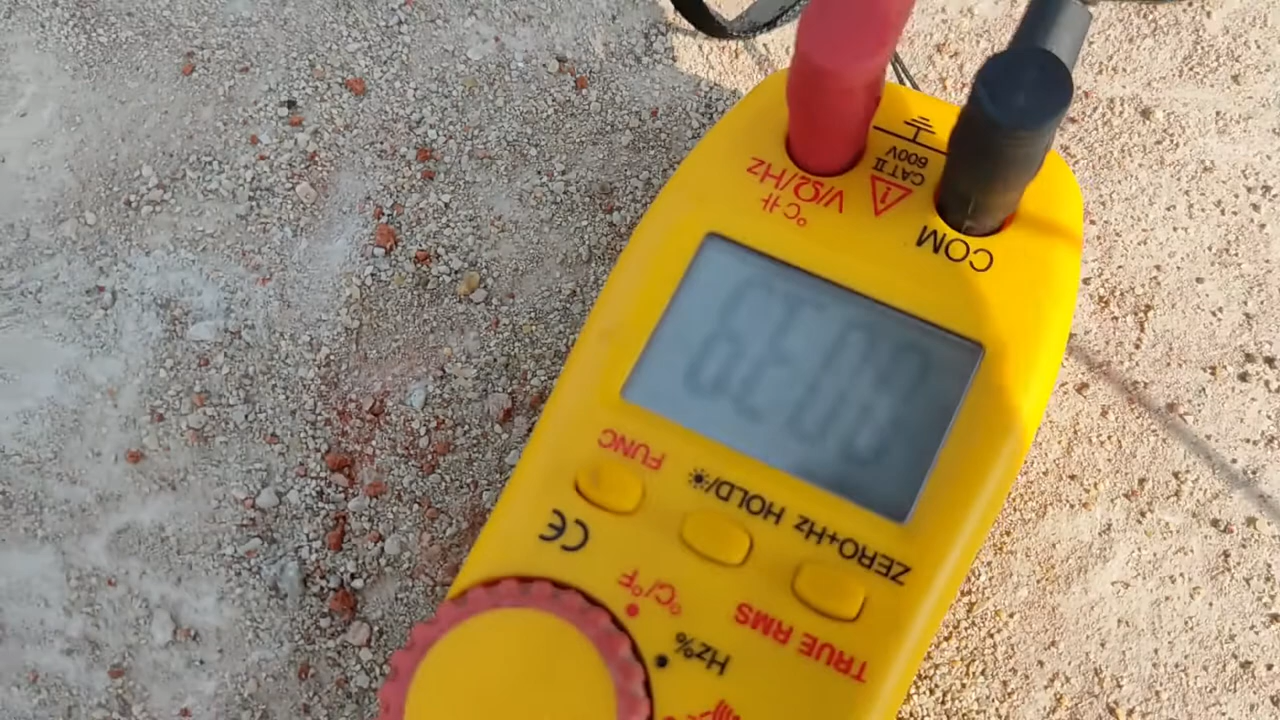 Hz%
°C/°F
TRUE RMS
CE
ZERO+Hz HOLD/☀
FUNC
COM
CAT II
600V
V/Ω/Hz
°C